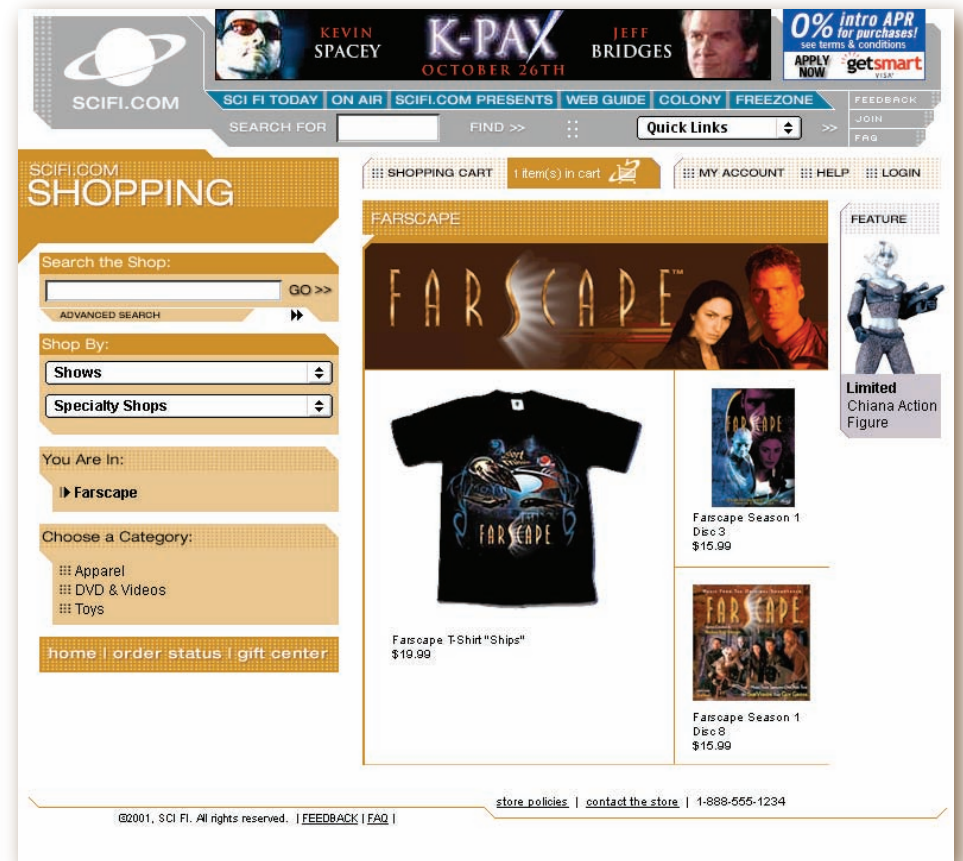 KEVIN SPACEY
K-PAX
OCTOBER 26TH
JEFF BRIDGES
0% intro APR
for purchases!
see terms & conditions
APPLY NOW
getsmart
VISA
SCIFI.COM
SCI FI TODAY ON AIR SCIFI.COM PRESENTS WEB GUIDE COLONY FREEZONE
FEEDBACK
JOIN
FAQ
SEARCH FOR FIND >> Quick Links >>
SCIFI.COM
SHOPPING
SHOPPING CART 1 item(s) in cart MY ACCOUNT HELP LOGIN
Search the Shop:
GO >>
ADVANCED SEARCH
Shop By:
Shows
Specialty Shops
You Are In:
Farscape
Choose a Category:
Apparel
DVD & Videos
Toys
home | order status | gift center
FARSCAPE
FARSCAPE™
FARSCAPE
Farscape T-Shirt "Ships"
$19.99
FARSCAPE
Farscape Season 1
Disc 3
$15.99
FARSCAPE
Farscape Season 1
Disc 8
$15.99
FEATURE
Limited
Chiana Action
Figure
store policies | contact the store | 1-888-555-1234
©2001, SCI FI. All rights reserved. | FEEDBACK | FAQ |